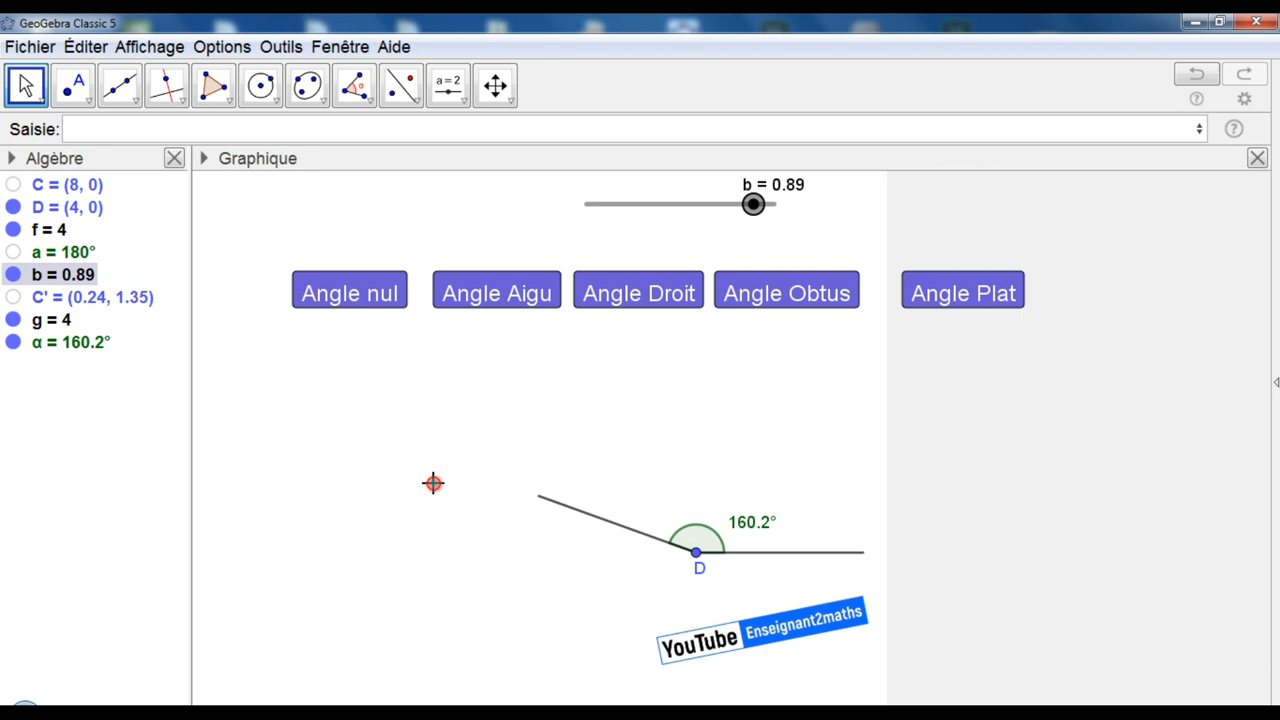 GeoGebra Classic 5
Fichier Éditer Affichage Options Outils Fenêtre Aide
A
α
a=2
Saisie:
Algèbre
Graphique
C = (8, 0)
D = (4, 0)
f = 4
a = 180°
b = 0.89
C' = (0.24, 1.35)
g = 4
α = 160.2°
b = 0.89
Angle nul
Angle Aigu
Angle Droit
Angle Obtus
Angle Plat
160.2°
D
YouTube Enseignant2maths